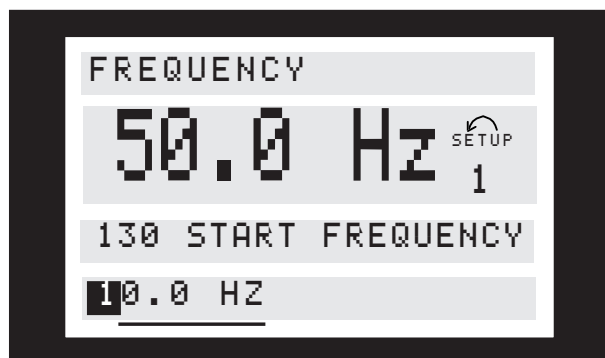 FREQUENCY
50.0 Hz SETUP 1
130 START FREQUENCY
10.0 HZ